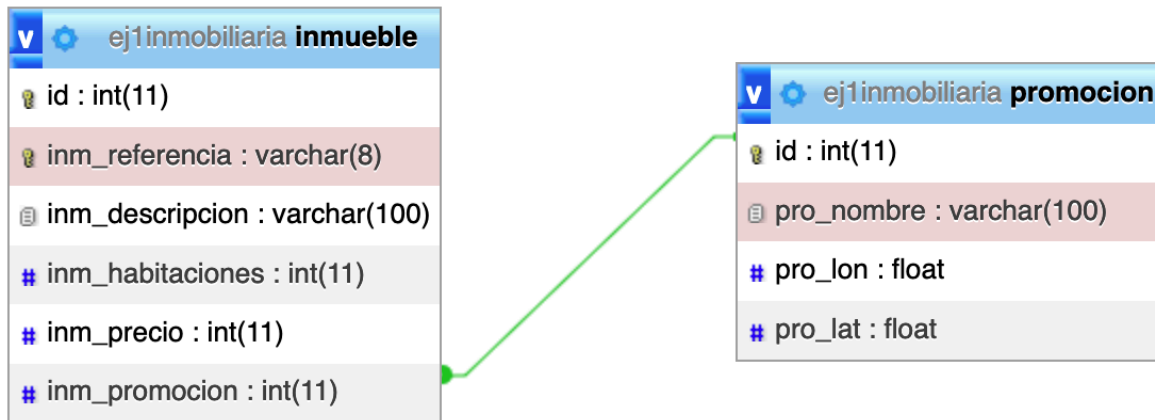 v ej1inmobiliaria inmueble
id : int(11)
inm_referencia : varchar(8)
inm_descripcion : varchar(100)
# inm_habitaciones : int(11)
# inm_precio : int(11)
# inm_promocion : int(11)
v ej1inmobiliaria promocion
id : int(11)
pro_nombre : varchar(100)
# pro_lon : float
# pro_lat : float